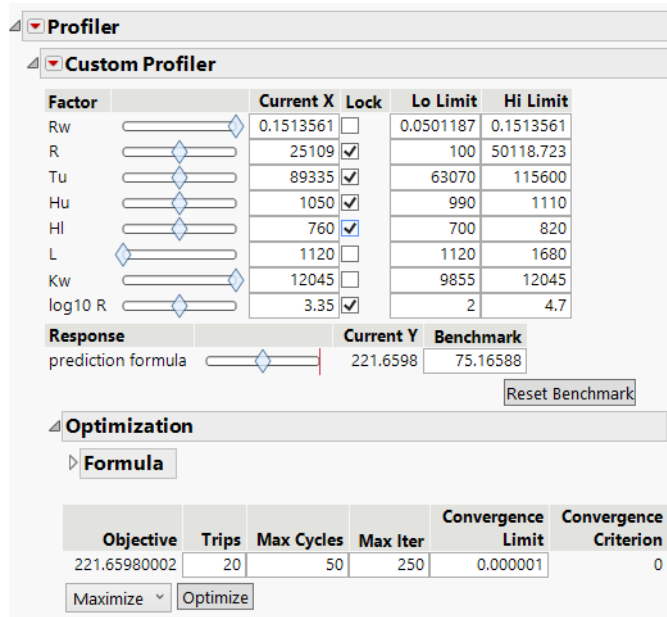 Profiler
Custom Profiler
Factor Current X Lock Lo Limit Hi Limit
Rw 0.1513561 0.0501187 0.1513561
R 25109 100 50118.723
Tu 89335 63070 115600
Hu 1050 990 1110
Hl 760 700 820
L 1120 1120 1680
Kw 12045 9855 12045
log10 R 3.35 2 4.7
Response Current Y Benchmark
prediction formula 221.6598 75.16588
Reset Benchmark
Optimization
Formula
Convergence Convergence
Objective Trips Max Cycles Max Iter Limit Criterion
221.65980002 20 50 250 0.000001 0
Maximize Optimize